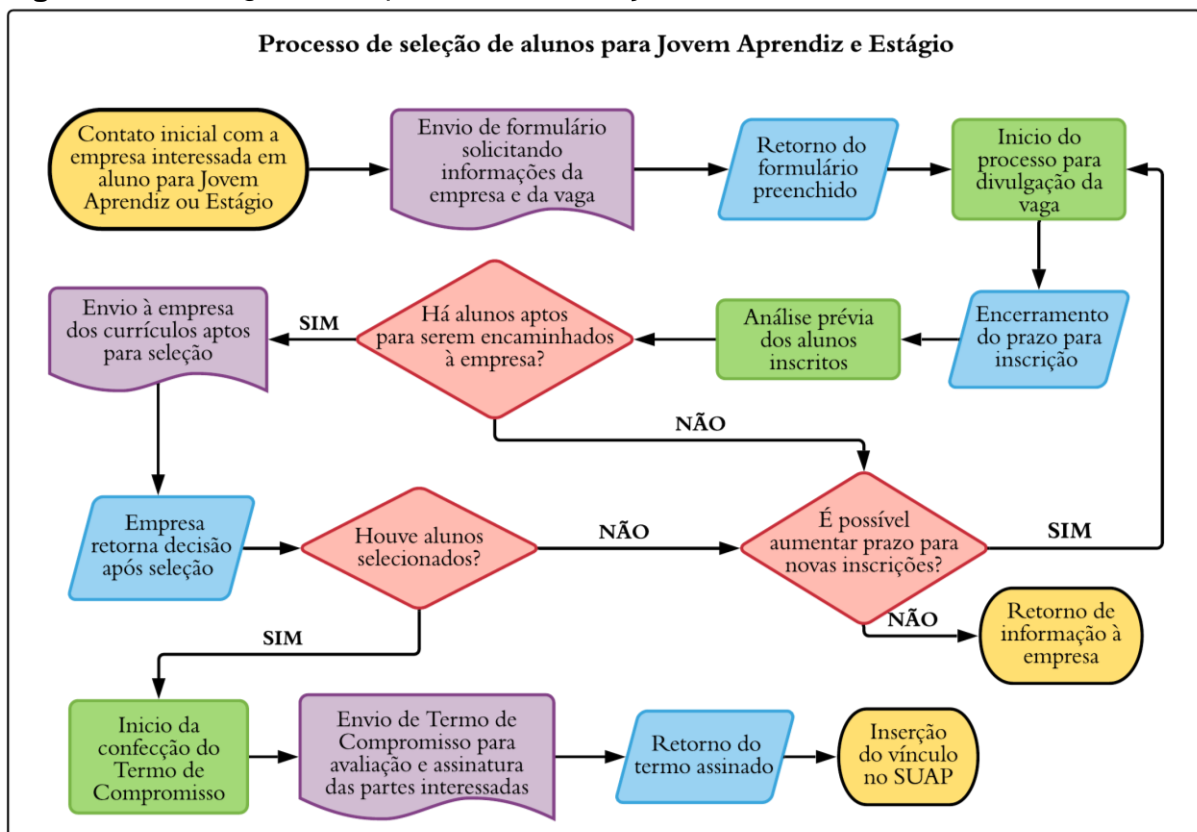 Processo de seleção de alunos para Jovem Aprendiz e Estágio
Contato inicial com a
empresa interessada em
aluno para Jovem
Aprendiz ou Estágio
Envio de formulário
solicitando
informações da
empresa e da vaga
Retorno do
formulário
preenchido
Inicio do
processo para
divulgação da
vaga
Encerramento
do prazo para
inscrição
Análise prévia
dos alunos
inscritos
Há alunos aptos
para serem encaminhados
à empresa?
SIM
Envio à empresa
dos currículos aptos
para seleção
NÃO
Empresa
retorna decisão
após seleção
Houve alunos
selecionados?
NÃO
É possível
aumentar prazo para
novas inscrições?
SIM
NÃO
Retorno de
informação à
empresa
SIM
Inicio da
confecção do
Termo de
Compromisso
Envio de Termo de
Compromisso para
avaliação e assinatura
das partes interessadas
Retorno do
termo assinado
Inserção
do vínculo
no SUAP